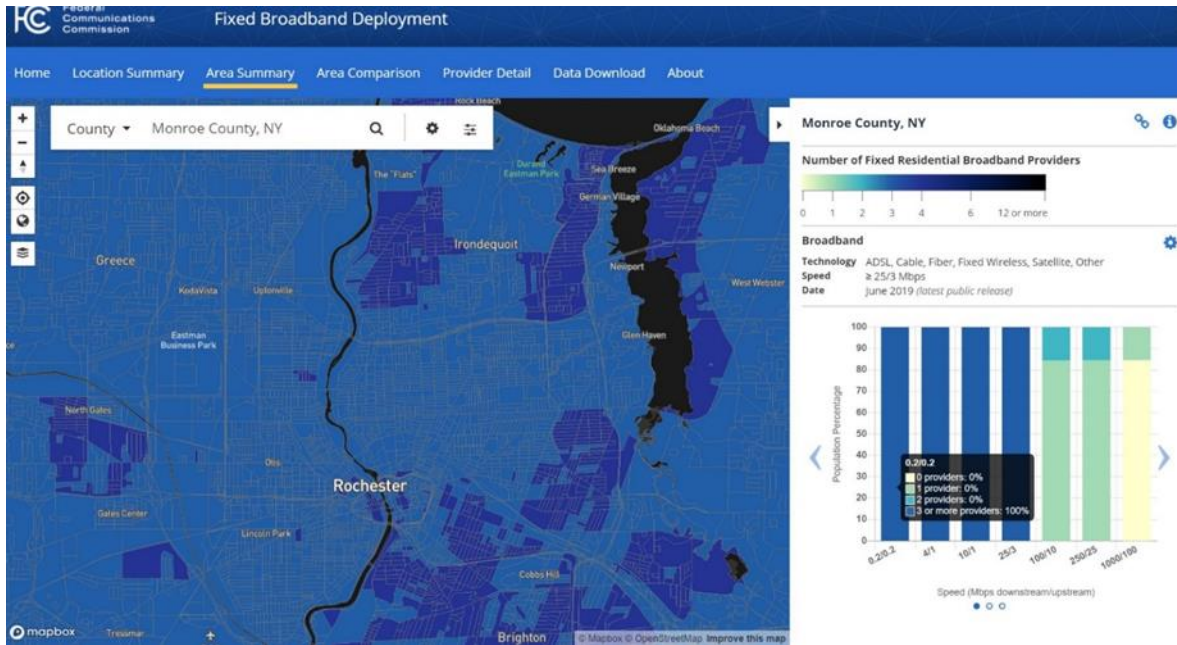 Federal
Communications
Commission
Fixed Broadband Deployment
Home Location Summary Area Summary Area Comparison Provider Detail Data Download About
County Monroe County, NY
Rock Beach
Oklahoma Beach
Durand
Eastman Park
Sea Breeze
The "Flats"
German Village
Irondequoit
Greece
Newport
West Webster
KodaVista
Uptonville
Eastman
Business Park
Glen Haven
North Gates
Otis
Rochester
Gates Center
Lincoln Park
Cobbs Hill
Trestmar
Brighton
mapbox
© Mapbox © OpenStreetMap Improve this map
Monroe County, NY
Number of Fixed Residential Broadband Providers
0 1 2 3 4 6 12 or more
Broadband
Technology ADSL, Cable, Fiber, Fixed Wireless, Satellite, Other
Speed ≥ 25/3 Mbps
Date June 2019 (latest public release)
Population Percentage
100
90
80
70
60
50
40
30
20
10
0
0.2/0.2
0 providers: 0%
1 provider: 0%
2 providers: 0%
3 or more providers: 100%
0.2/0.2 4/1 10/1 25/3 100/10 250/25 1000/100
Speed (Mbps downstream/upstream)